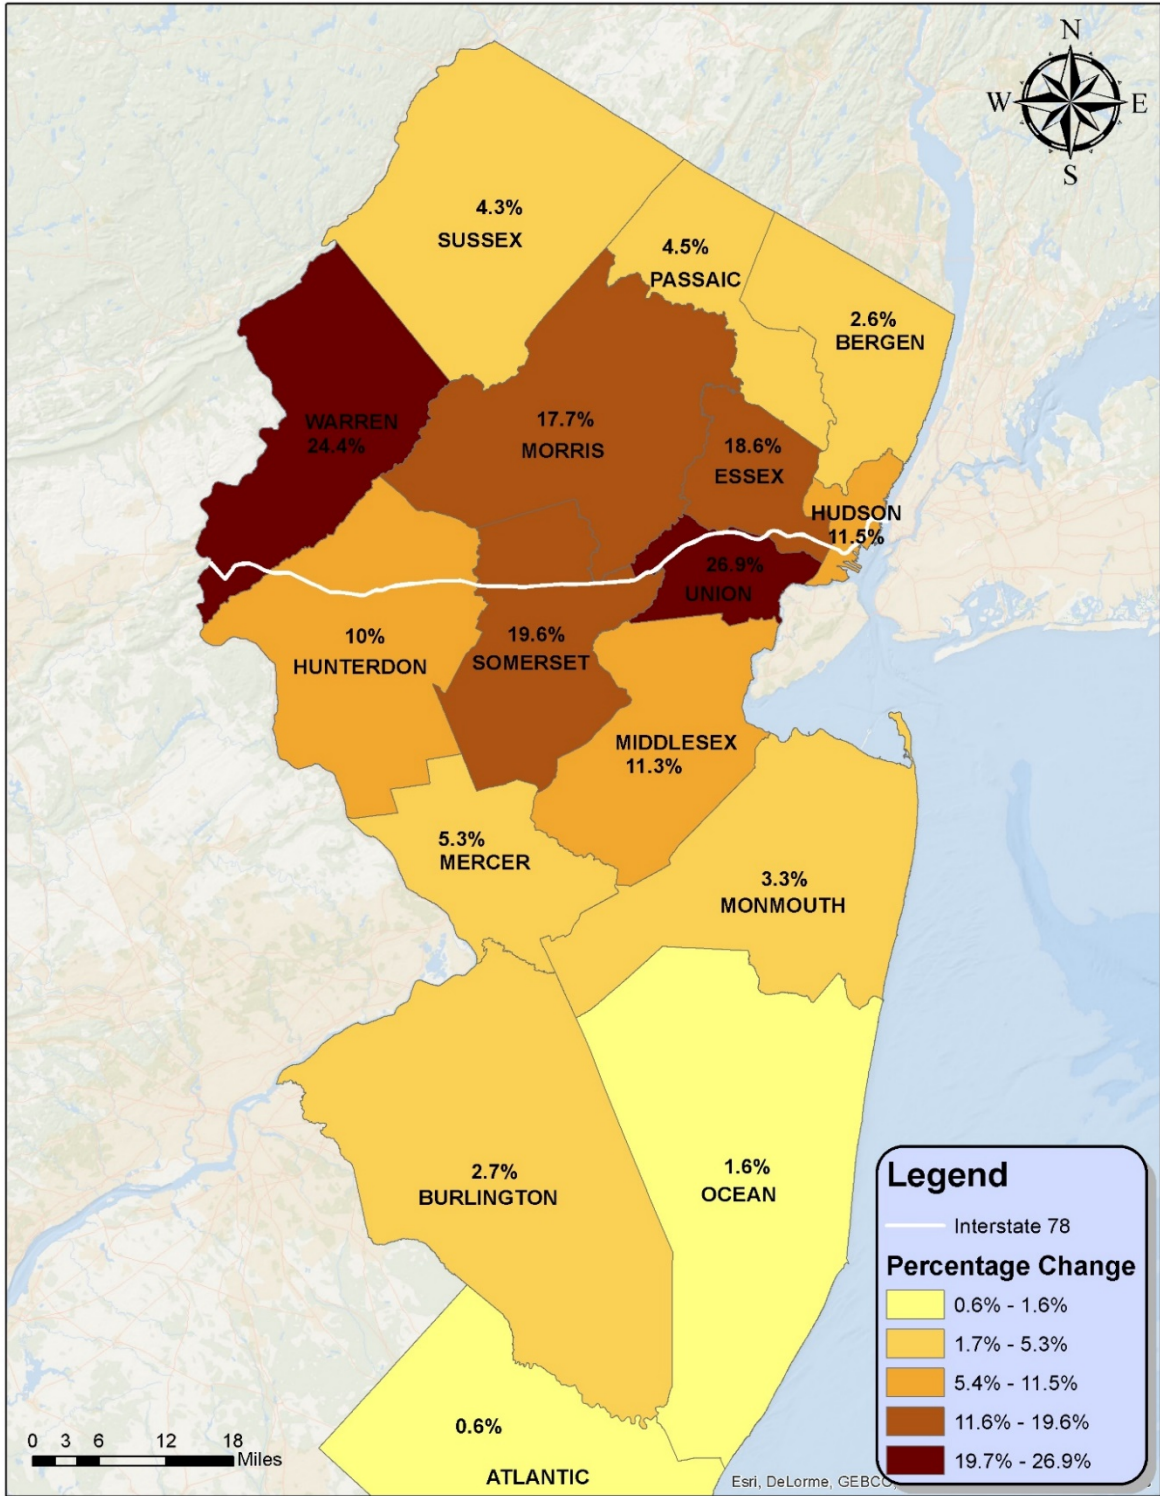 N
W E
S
4.3%
SUSSEX
4.5%
PASSAIC
2.6%
BERGEN
WARREN
24.4%
17.7%
MORRIS
18.6%
ESSEX
HUDSON
11.5%
26.9%
UNION
10%
HUNTERDON
19.6%
SOMERSET
MIDDLESEX
11.3%
5.3%
MERCER
3.3%
MONMOUTH
2.7%
BURLINGTON
1.6%
OCEAN
0.6%
ATLANTIC
Legend
Interstate 78
Percentage Change
0.6% - 1.6%
1.7% - 5.3%
5.4% - 11.5%
11.6% - 19.6%
19.7% - 26.9%
0 3 6 12 18
Miles
Esri, DeLorme, GEBCO,